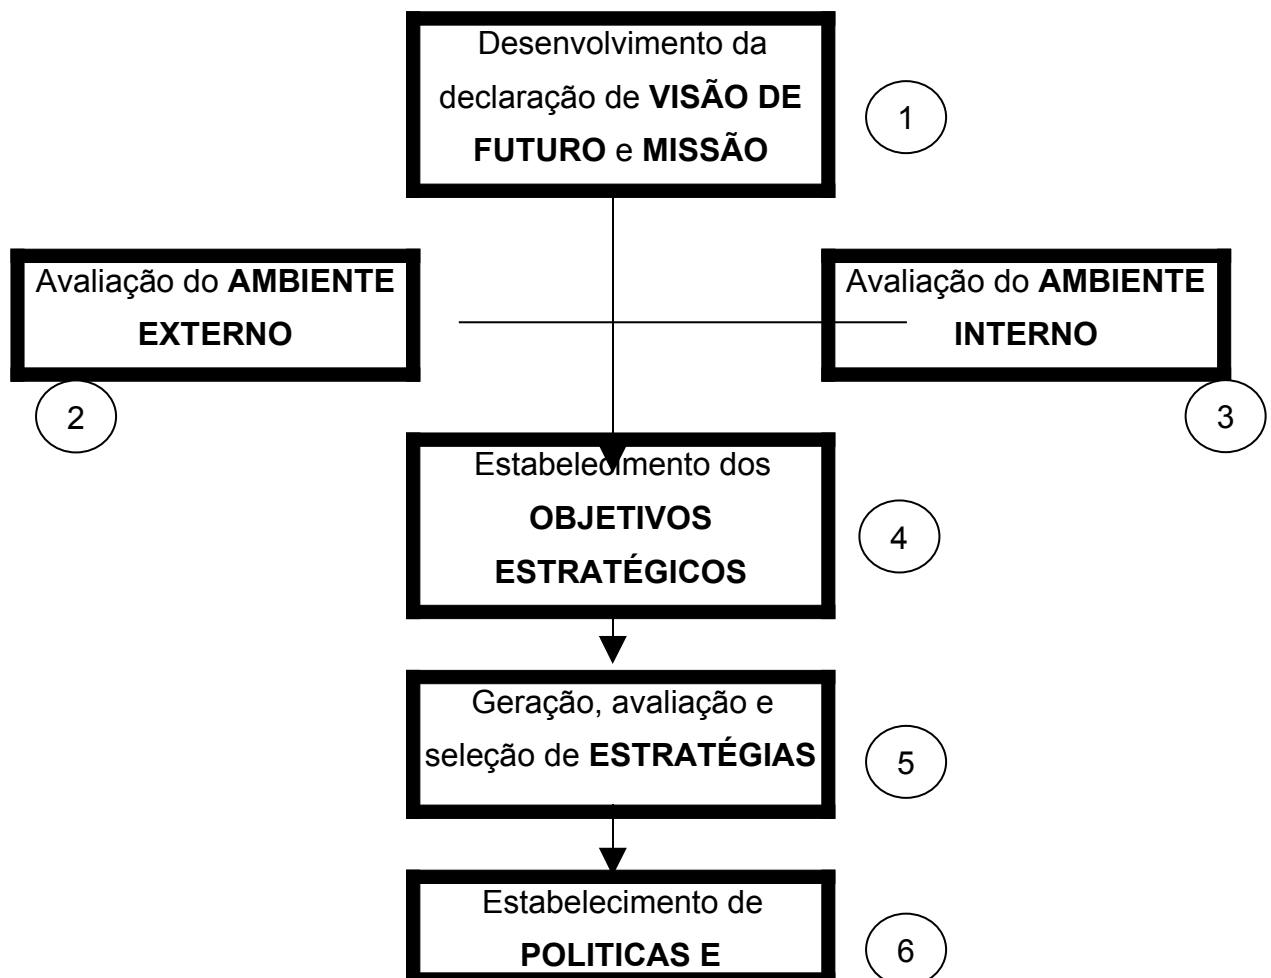 Desenvolvimento da
declaração de VISÃO DE
FUTURO e MISSÃO
1
Avaliação do AMBIENTE
EXTERNO
2
Avaliação do AMBIENTE
INTERNO
3
Estabelecimento dos
OBJETIVOS
ESTRATÉGICOS
4
Geração, avaliação e
seleção de ESTRATÉGIAS
5
Estabelecimento de
POLITICAS E
6